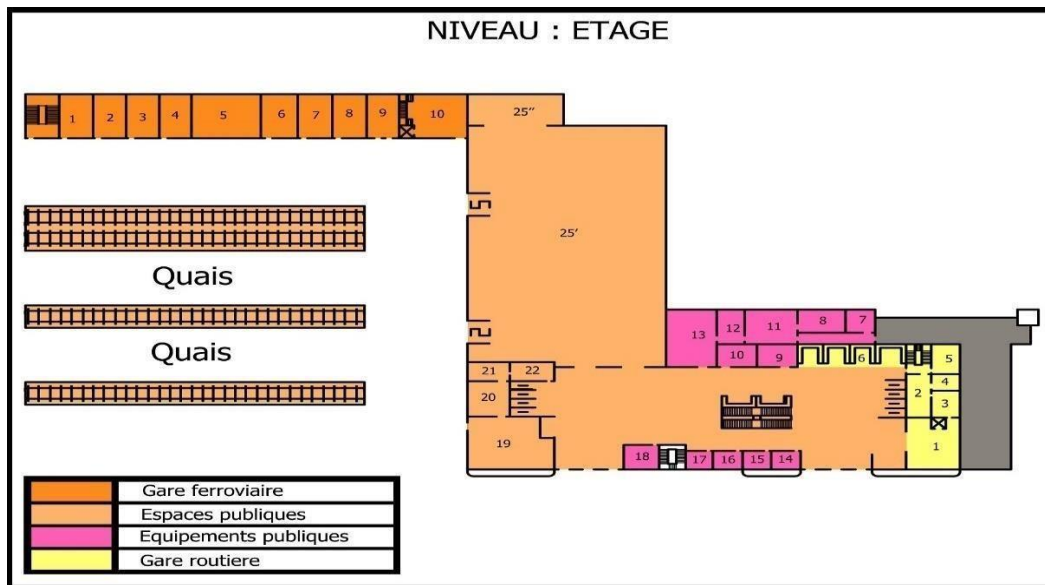 NIVEAU : ETAGE
1 2 3 4 5 6 7 8 9 10 25''
25'
Quais
Quais
13 12 11 8 7
10 9 6 5
21 22
20 2 4
3
19 1
18 17 16 15 14
Gare ferroviaire
Espaces publiques
Equipements publiques
Gare routiere